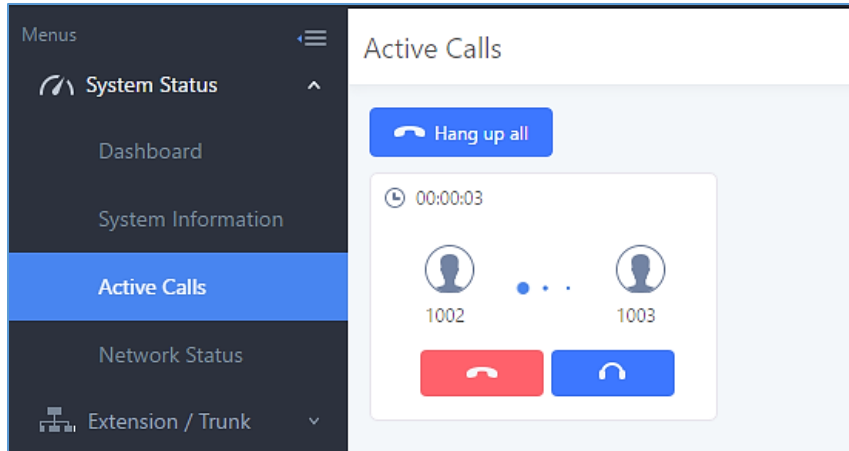 Menus
System Status
Dashboard
System Information
Active Calls
Network Status
Extension / Trunk
Active Calls
Hang up all
00:00:03
1002
1003